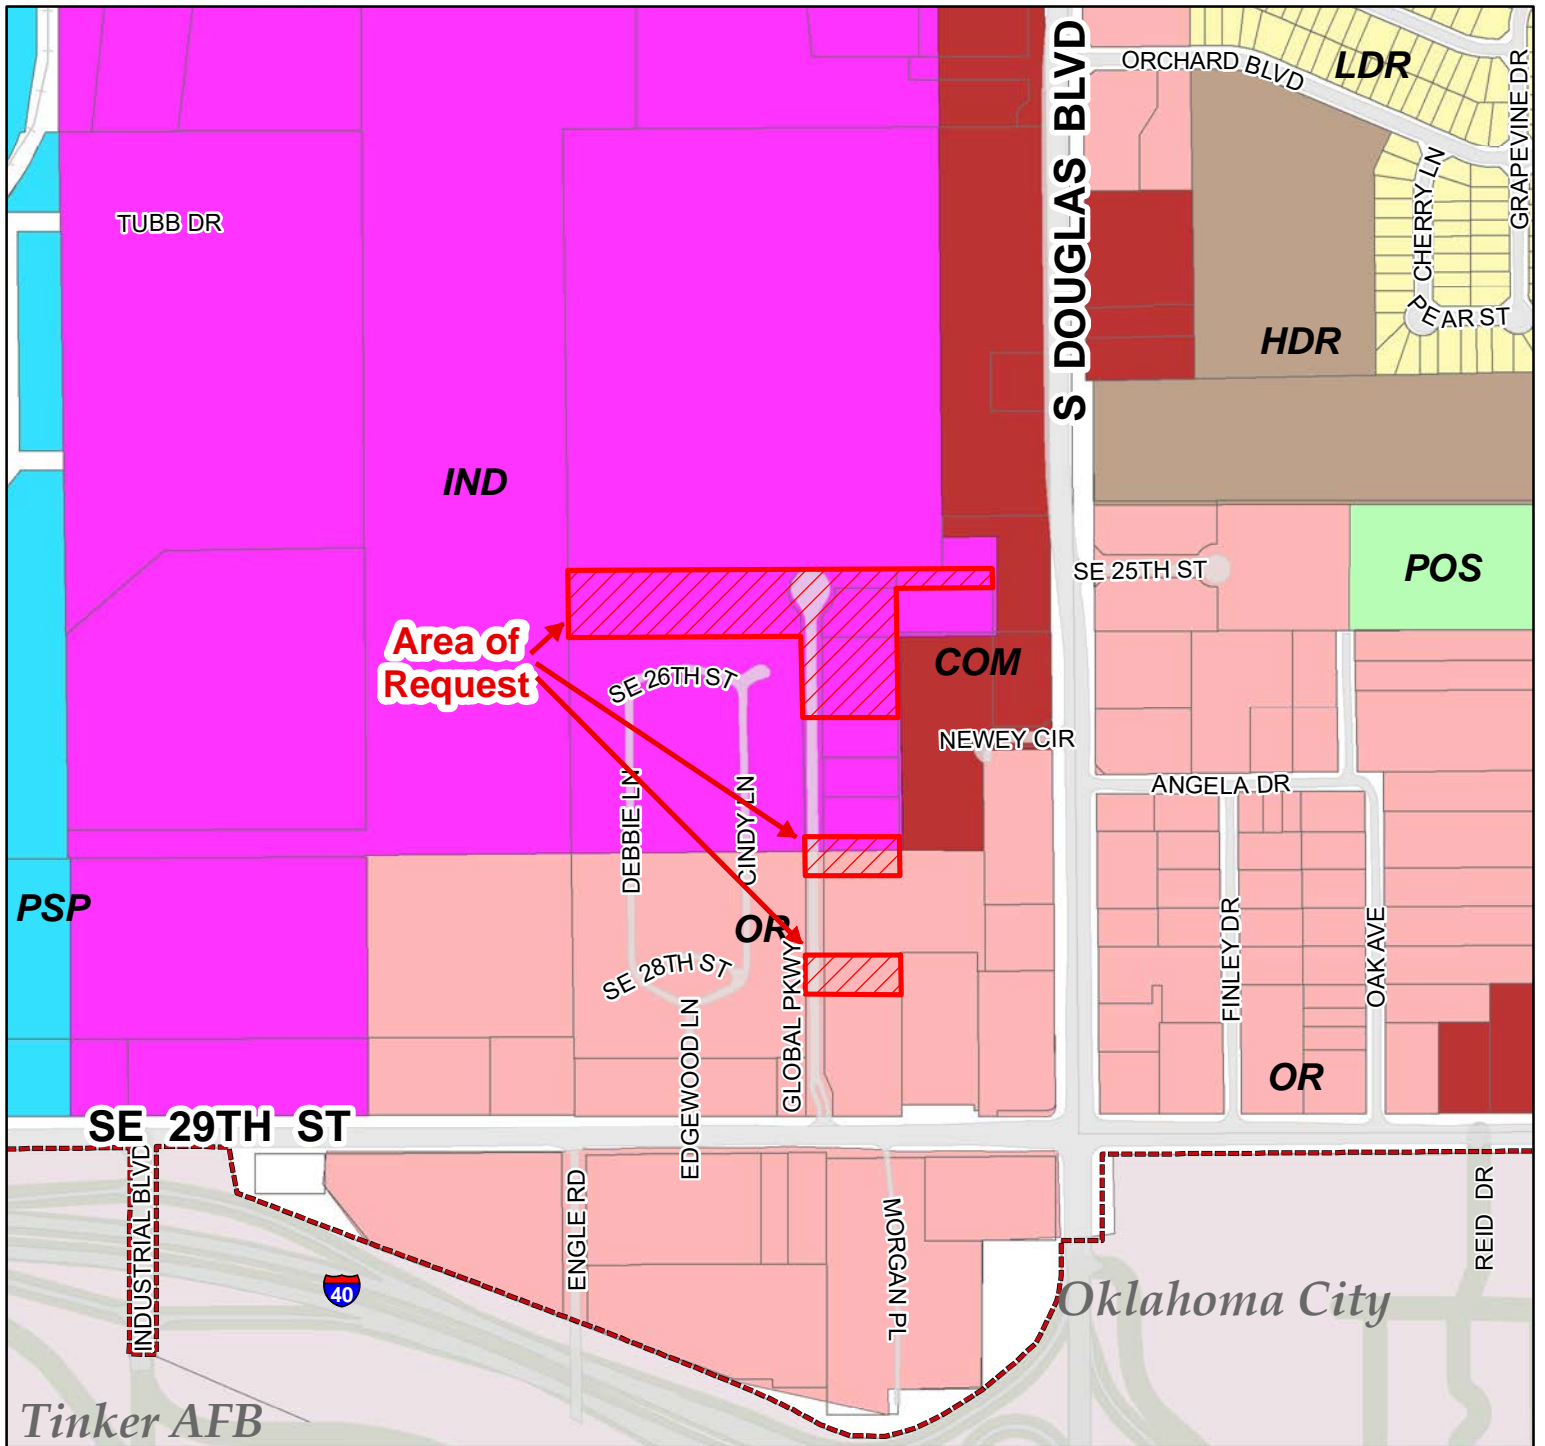 S DOUGLAS BLVD
ORCHARD BLVD
LDR
GRAPEVINE DR
CHERRY LN
TUBB DR
PEAR ST
HDR
IND
SE 25TH ST
POS
Area of
Request
SE 26TH ST
COM
NEWEY CIR
ANGELA DR
DEBBIE LN
CINDY LN
PSP
OR
FINLEY DR
OAK AVE
SE 28TH ST
GLOBAL PKWY
EDGEWOOD LN
OR
SE 29TH ST
INDUSTRIAL BLVD
ENGLE RD
MORGAN PL
REID DR
40
Oklahoma City
Tinker AFB